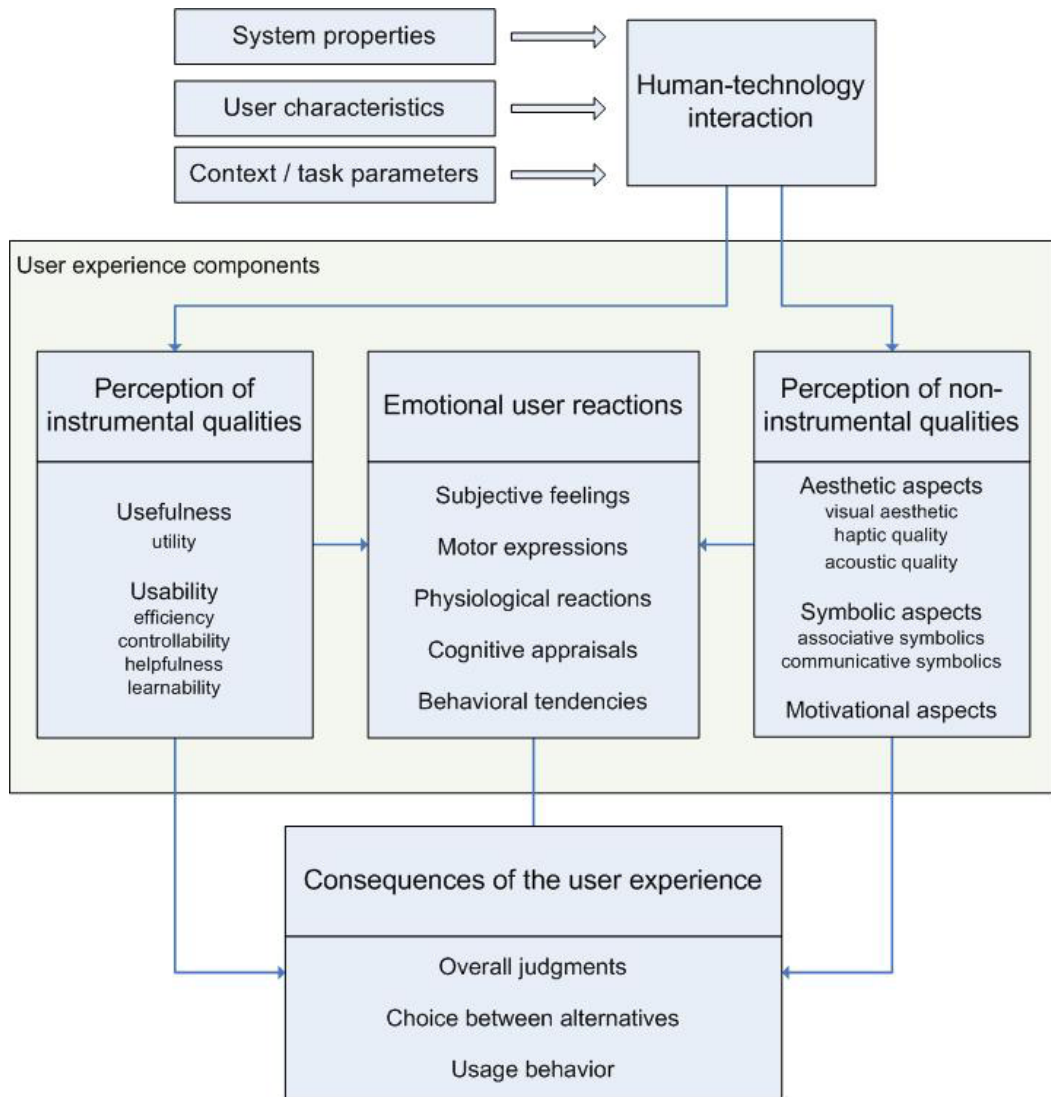 System properties
User characteristics
Context / task parameters
Human-technology
interaction
User experience components
Perception of
instrumental qualities
Usefulness
utility
Usability
efficiency
controllability
helpfulness
learnability
Emotional user reactions
Subjective feelings
Motor expressions
Physiological reactions
Cognitive appraisals
Behavioral tendencies
Perception of non-
instrumental qualities
Aesthetic aspects
visual aesthetic
haptic quality
acoustic quality
Symbolic aspects
associative symbolics
communicative symbolics
Motivational aspects
Consequences of the user experience
Overall judgments
Choice between alternatives
Usage behavior